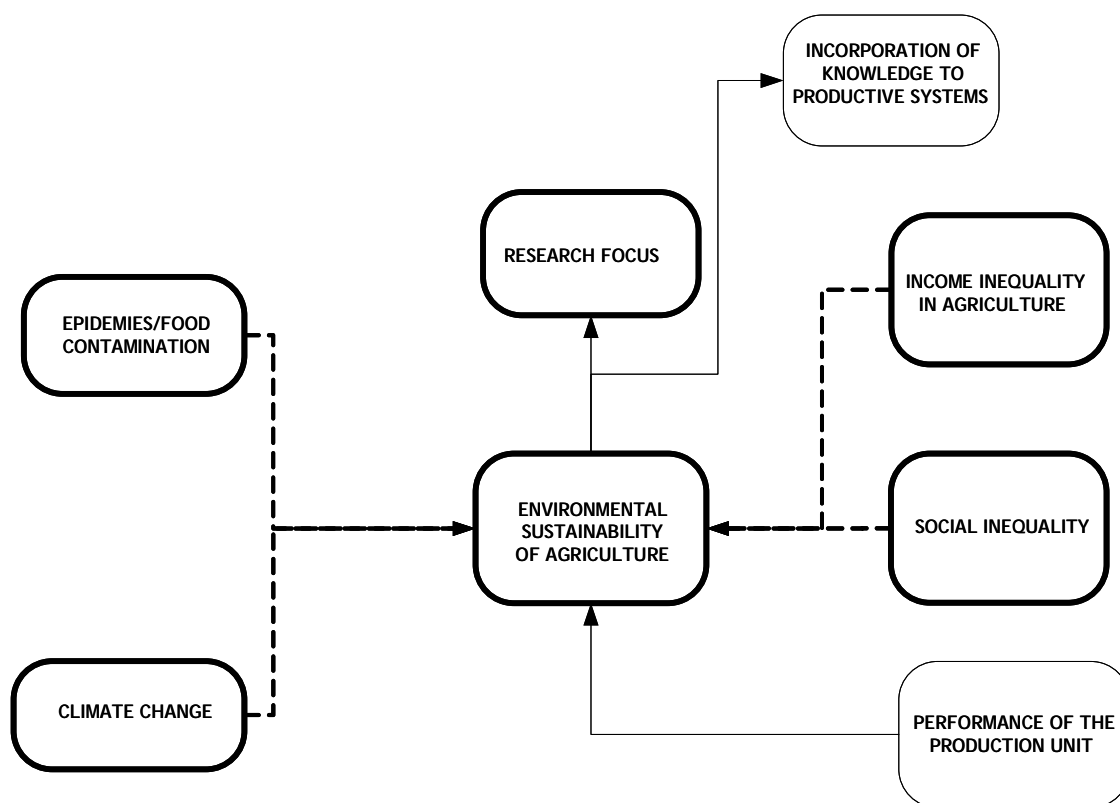 INCORPORATION OF
KNOWLEDGE TO
PRODUCTIVE SYSTEMS
RESEARCH FOCUS
INCOME INEQUALITY
IN AGRICULTURE
EPIDEMIES/FOOD
CONTAMINATION
ENVIRONMENTAL
SUSTAINABILITY
OF AGRICULTURE
SOCIAL INEQUALITY
CLIMATE CHANGE
PERFORMANCE OF THE
PRODUCTION UNIT